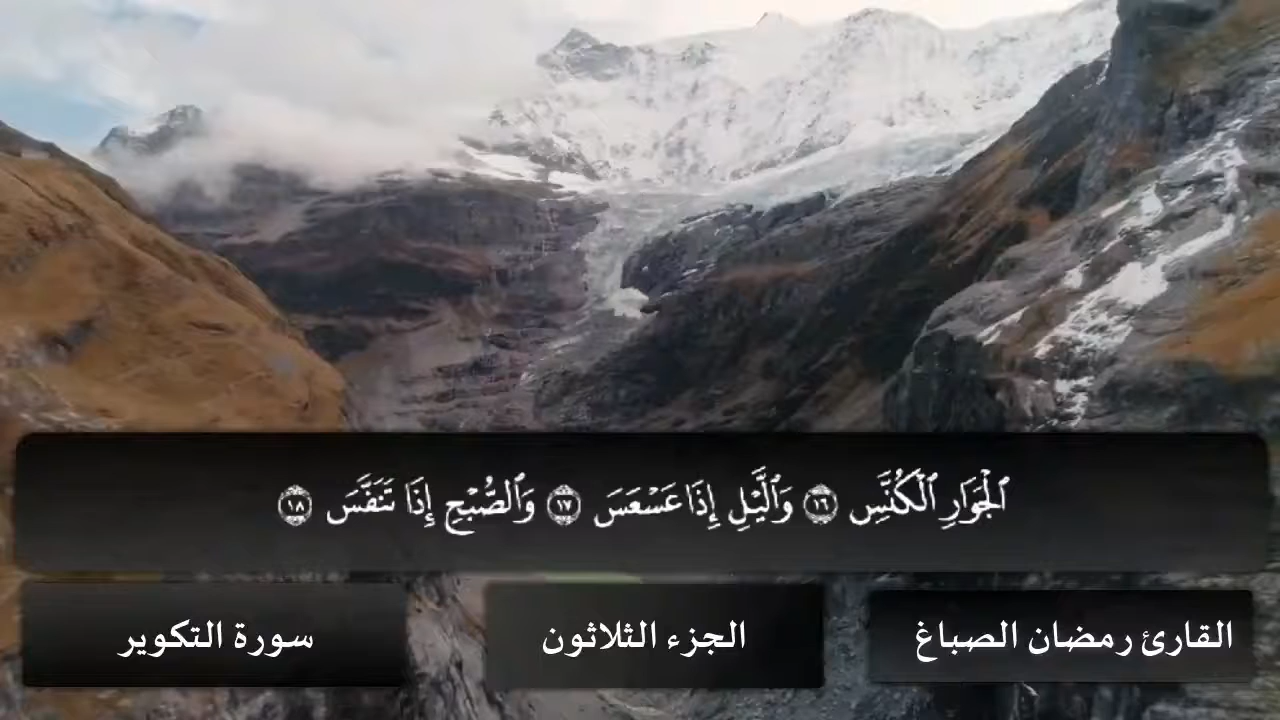 ٱلْجَوَارِ ٱلْكُنَّسِ ١٦ وَٱلَّيْلِ إِذَا عَسْعَسَ ١٧ وَٱلصُّبْحِ إِذَا تَنَفَّسَ ١٨
القارئ رمضان الصباغ الجزء الثلاثون سورة التكوير